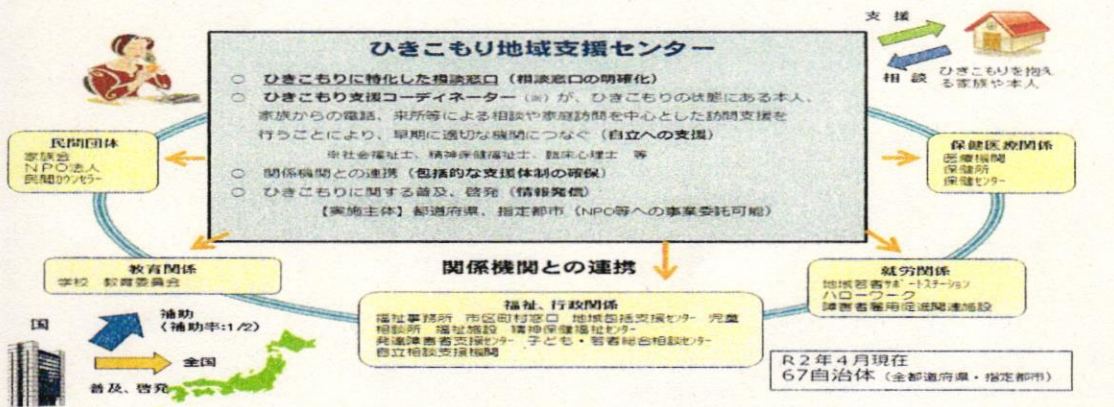 ひきこもり地域支援センター
○ ひきこもりに特化した相談窓口（相談窓口の明確化）
○ ひきこもり支援コーディネーター（※）が、ひきこもりの状態にある本人、
家族からの電話、来所等による相談や家庭訪問を中心とした訪問支援を
行うことにより、早期に適切な機関につなぐ（自立への支援）
※社会福祉士、精神保健福祉士、臨床心理士 等
○ 関係機関との連携（包括的な支援体制の確保）
○ ひきこもりに関する普及、啓発（情報発信）
【実施主体】都道府県、指定都市（NPO等への事業委託可能）
支援
相談
ひきこもりを抱え
る家族や本人
民間団体
家族会
NPO法人
民間カウンセラー
保健医療関係
医療機関
保健所
保健センター
教育関係
学校 教育委員会
関係機関との連携
就労関係
地域若者サポートステーション
ハローワーク
障害者雇用促進関連施設
福祉、行政関係
福祉事務所 市区町村窓口 地域包括支援センター 児童
相談所 福祉施設 精神保健福祉センター
発達障害者支援センター 子ども・若者総合相談センター
自立相談支援機関
国
補助
（補助率:1/2）
全国
普及、啓発
R2年4月現在
67自治体（全都道府県・指定都市）